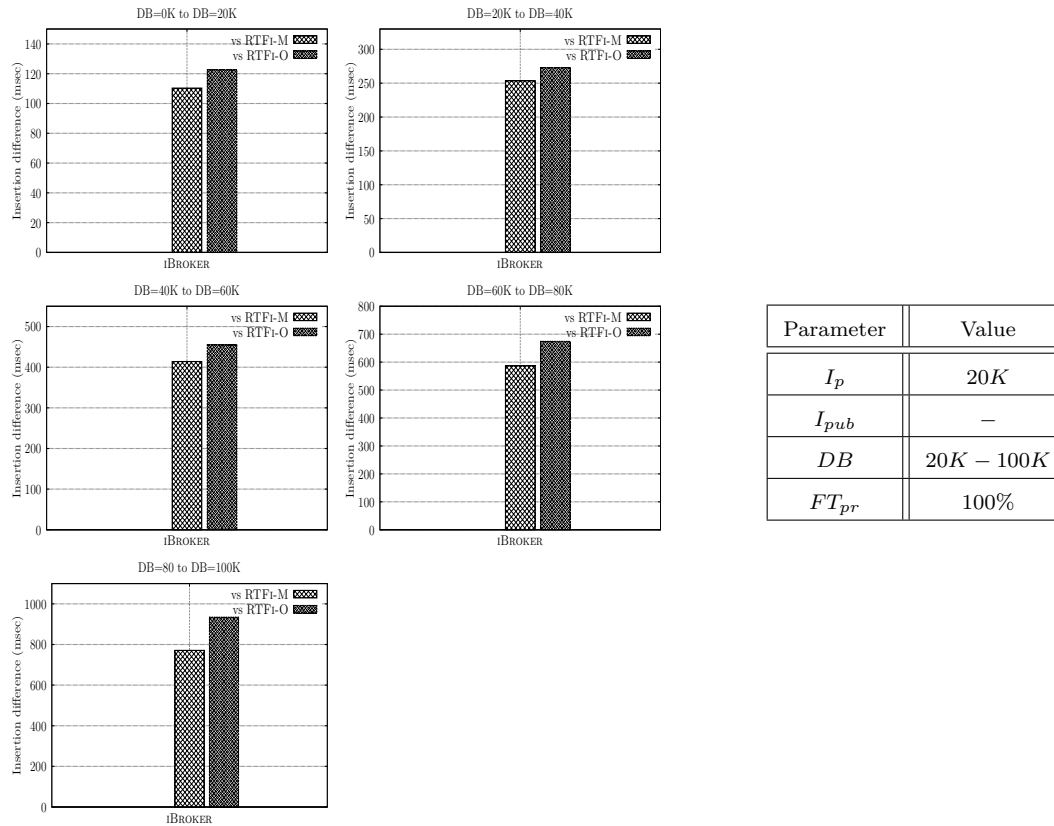 DB=0K to DB=20K
Insertion difference (msec)
140
120
100
80
60
40
20
0
vs RTFI-M
vs RTFI-O
IBROKER
DB=20K to DB=40K
Insertion difference (msec)
300
250
200
150
100
50
0
vs RTFI-M
vs RTFI-O
IBROKER
DB=40K to DB=60K
Insertion difference (msec)
500
400
300
200
100
0
vs RTFI-M
vs RTFI-O
IBROKER
DB=60K to DB=80K
Insertion difference (msec)
800
700
600
500
400
300
200
100
0
vs RTFI-M
vs RTFI-O
IBROKER
Parameter Value
I_p 20K
I_pub –
DB 20K − 100K
FT_pr 100%
DB=80 to DB=100K
Insertion difference (msec)
1000
800
600
400
200
0
vs RTFI-M
vs RTFI-O
IBROKER